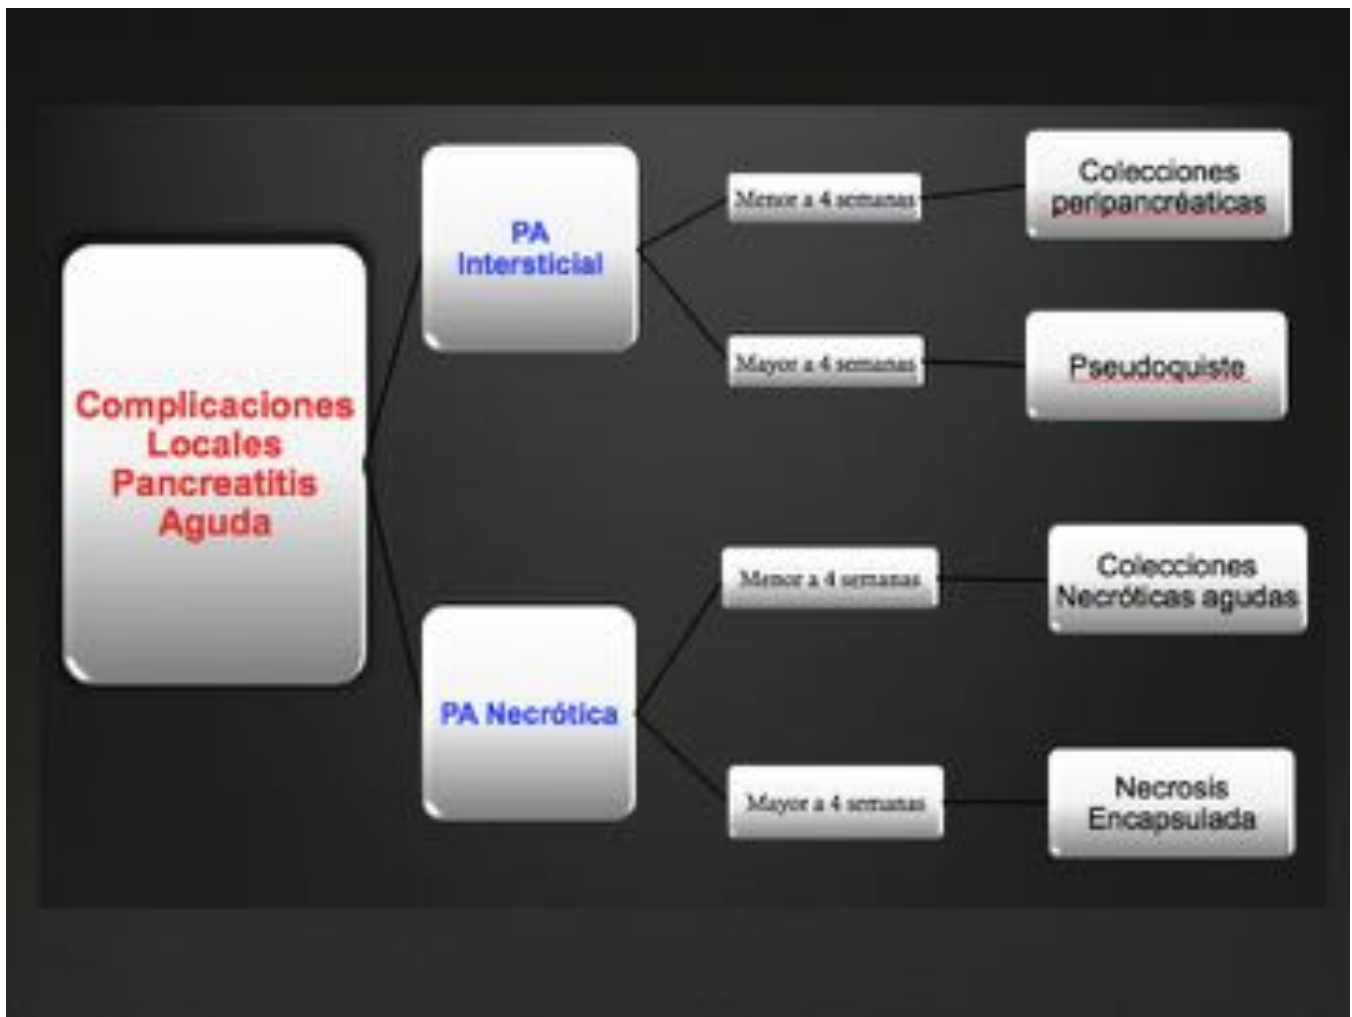 Complicaciones
Locales
Pancreatitis
Aguda
PA
Intersticial
Menor a 4 semanas
Colecciones
peripancréaticas
Mayor a 4 semanas
Pseudoquiste
PA Necrótica
Menor a 4 semanas
Colecciones
Necróticas agudas
Mayor a 4 semanas
Necrosis
Encapsulada